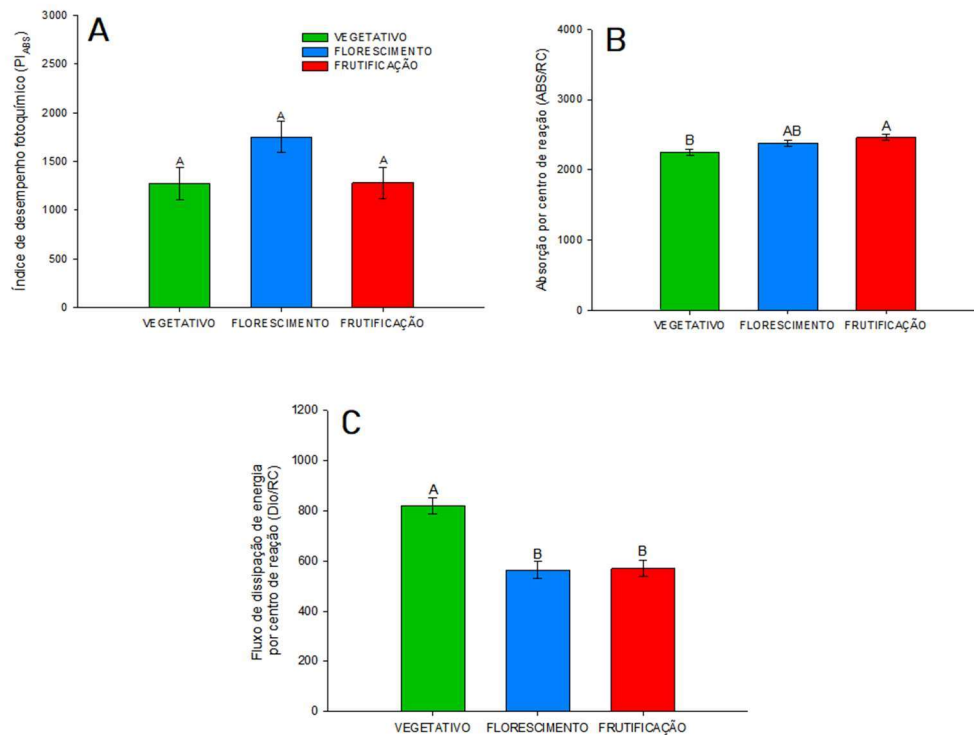 A
Índice de desempenho fotoquímico (PI_ABS)
3000
2500
2000
1500
1000
500
0
VEGETATIVO
FLORESCIMENTO
FRUTIFICAÇÃO
A
A
A
VEGETATIVO
FLORESCIMENTO
FRUTIFICAÇÃO
B
Absorção por centro de reação (ABS/RC)
4000
3000
2000
1000
0
B
AB
A
VEGETATIVO
FLORESCIMENTO
FRUTIFICAÇÃO
C
Fluxo de dissipação de energia
por centro de reação (Dio/RC)
1200
1000
800
600
400
200
0
A
B
B
VEGETATIVO
FLORESCIMENTO
FRUTIFICAÇÃO